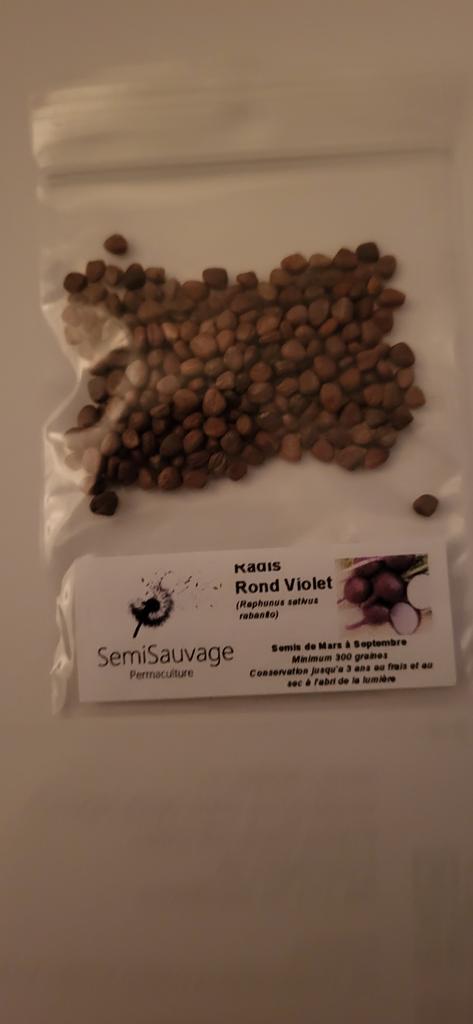 Radis
Rond Violet
(Raphunus sativus
rabanito)
SemiSauvage
Permaculture
Semis de Mars à Septembre
Minimum 300 graines
Conservation jusqu'a 3 ans au frais et au
sec à l'abri de la lumière